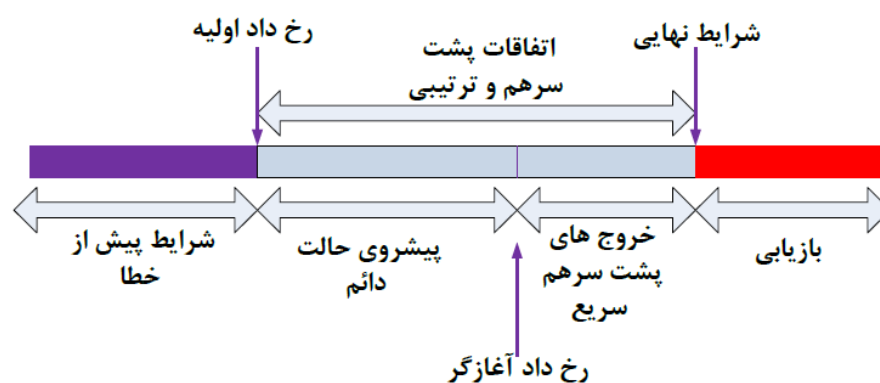 رخ داد اولیه
شرایط نهایی
اتفاقات پشت
سرهم و ترتیبی
شرایط پیش از
خطا
پیشروی حالت
دائم
خروج های
پشت سرهم
سریع
بازیابی
رخ داد آغازگر